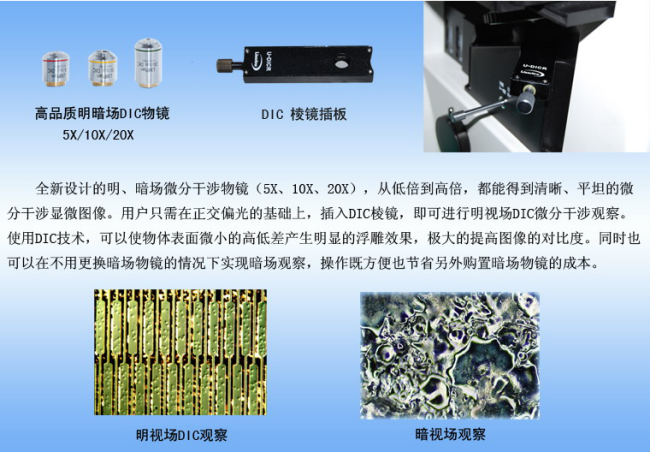 U-DICR
U-DICR
高品质明暗场DIC物镜
5X/10X/20X
DIC 棱镜插板
全新设计的明、暗场微分干涉物镜（5X、10X、20X），从低倍到高倍，都能得到清晰、平坦的微
分干涉显微图像。用户只需在正交偏光的基础上，插入DIC棱镜，即可进行明视场DIC微分干涉观察。
使用DIC技术，可以使物体表面微小的高低差产生明显的浮雕效果，极大的提高图像的对比度。同时也
可以在不用更换暗场物镜的情况下实现暗场观察，操作既方便也节省另外购置暗场物镜的成本。
明视场DIC观察
暗视场观察